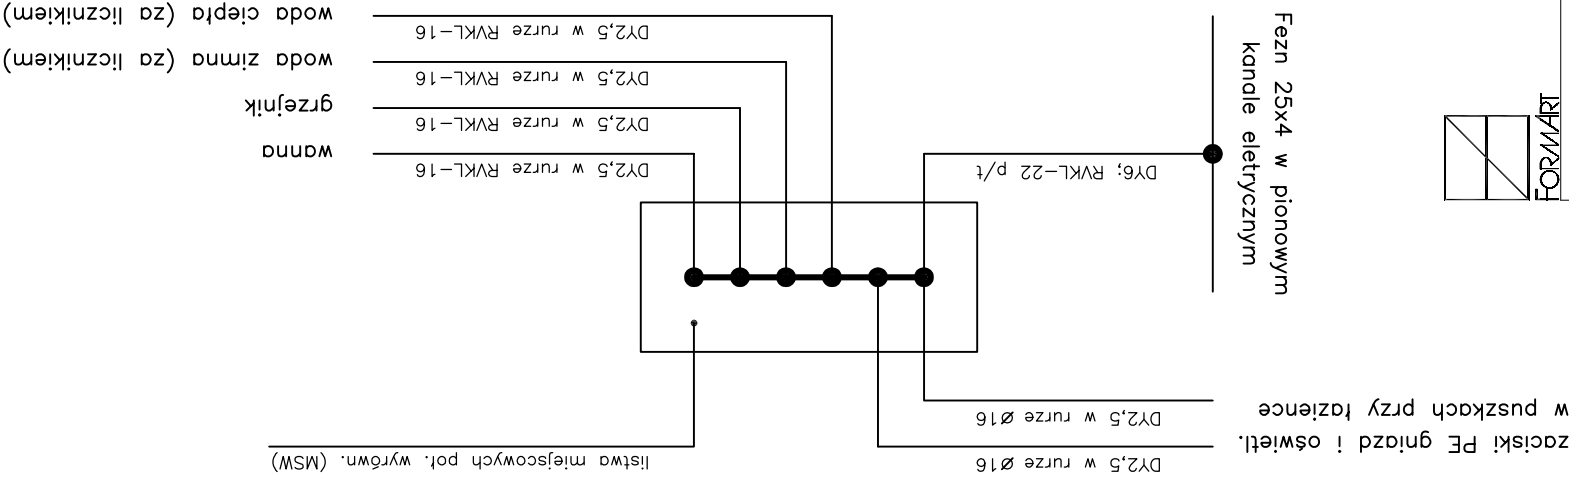 zaciski PE gniazd i oświetl.
w puszkach przy łazience
DY2,5 w rurze Ø16
DY2,5 w rurze Ø16
listwa miejscowych poł. wyrówn. (MSW)
DY6; RVKL-22 p/t
Fezn 25x4 w pionowym
kanale eletrycznym
wanna
DY2,5 w rurze RVKL-16
grzejnik
DY2,5 w rurze RVKL-16
woda zimna (za licznikiem)
DY2,5 w rurze RVKL-16
woda ciepła (za licznikiem)
DY2,5 w rurze RVKL-16
FORMART